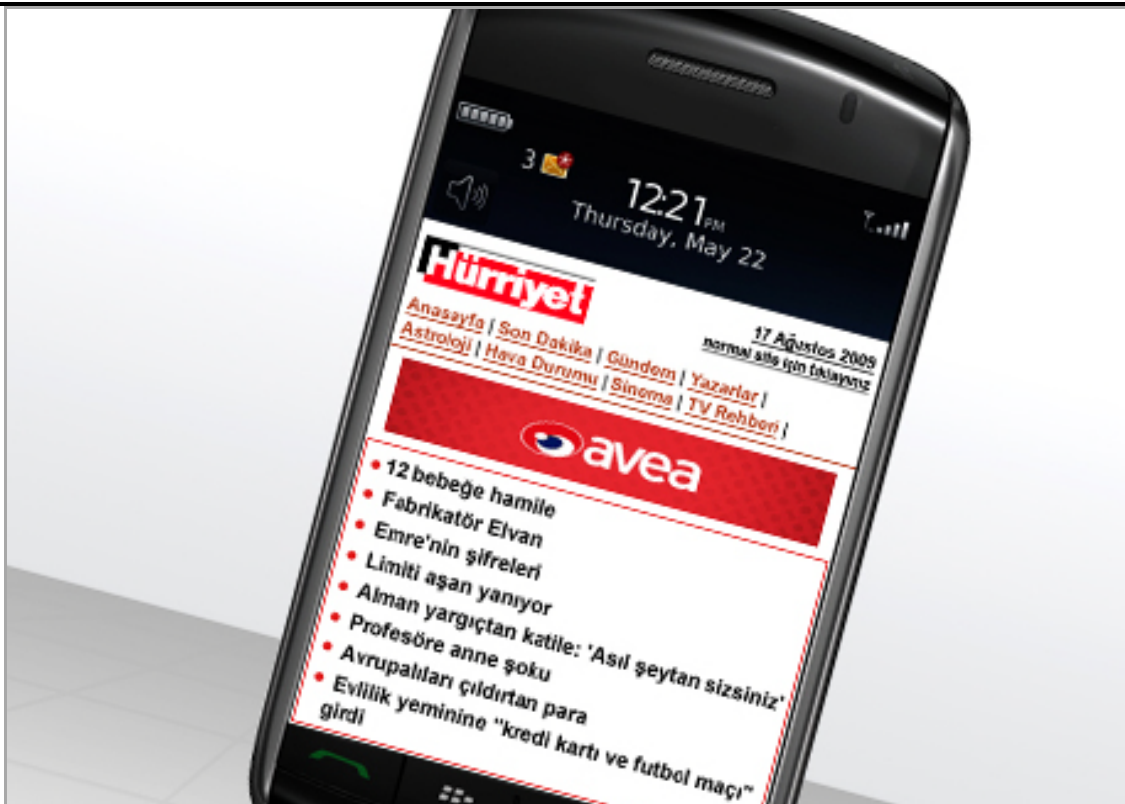 3
12:21PM
Thursday, May 22
Hürriyet
17 Ağustos 2009
normal site için tıklayınız
Anasayfa | Son Dakika | Gündem | Yazarlar |
Astroloji | Hava Durumu | Sinema | TV Rehberi |
avea
• 12 bebeğe hamile
• Fabrikatör Elvan
• Emre'nin şifreleri
• Limiti aşan yanıyor
• Alman yargıçtan katile: 'Asıl şeytan sizsiniz'
• Profesöre anne şoku
• Avrupalıları çıldırtan para
• Evlilik yeminine "kredi kartı ve futbol maçı"
girdi